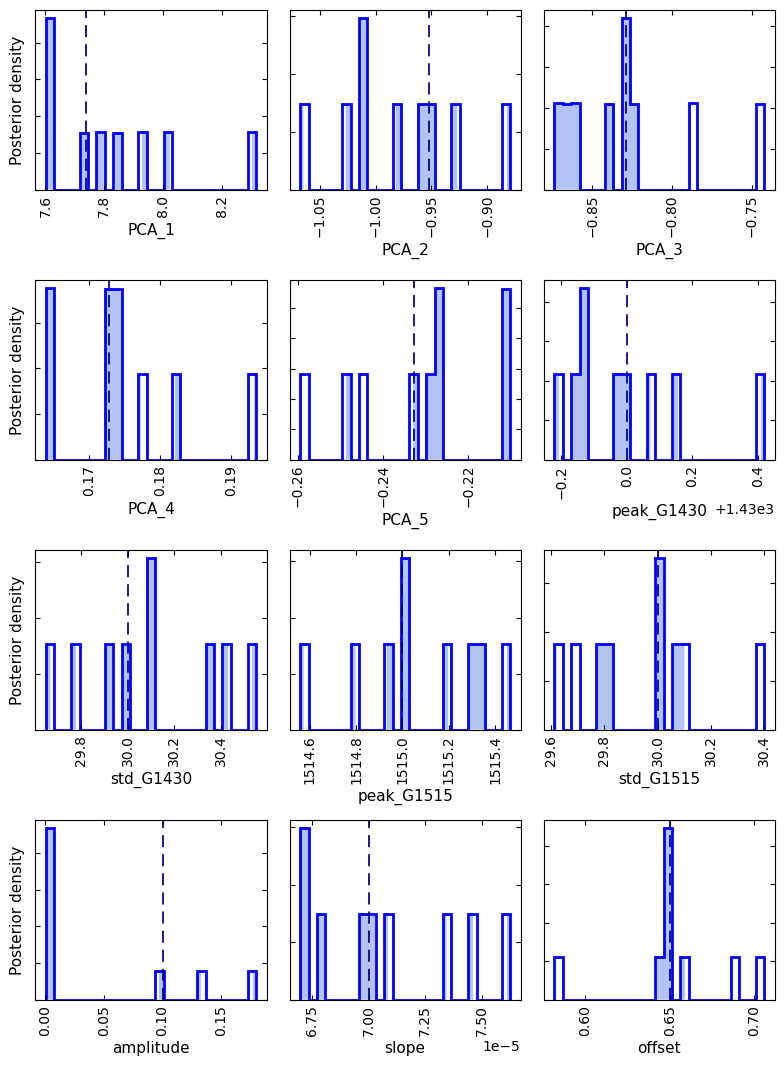 Posterior density
7.6 7.8 8.0 8.2
PCA_1
−1.05 −1.00 −0.95 −0.90
PCA_2
−0.85 −0.80 −0.75
PCA_3
Posterior density
0.17 0.18 0.19
PCA_4
−0.26 −0.24 −0.22
PCA_5
−0.2 0.0 0.2 0.4
peak_G1430 +1.43e3
Posterior density
29.8 30.0 30.2 30.4
std_G1430
1514.6 1514.8 1515.0 1515.2 1515.4
peak_G1515
29.6 29.8 30.0 30.2 30.4
std_G1515
Posterior density
0.00 0.05 0.10 0.15
amplitude
6.75 7.00 7.25 7.50
slope 1e−5
0.60 0.65 0.70
offset